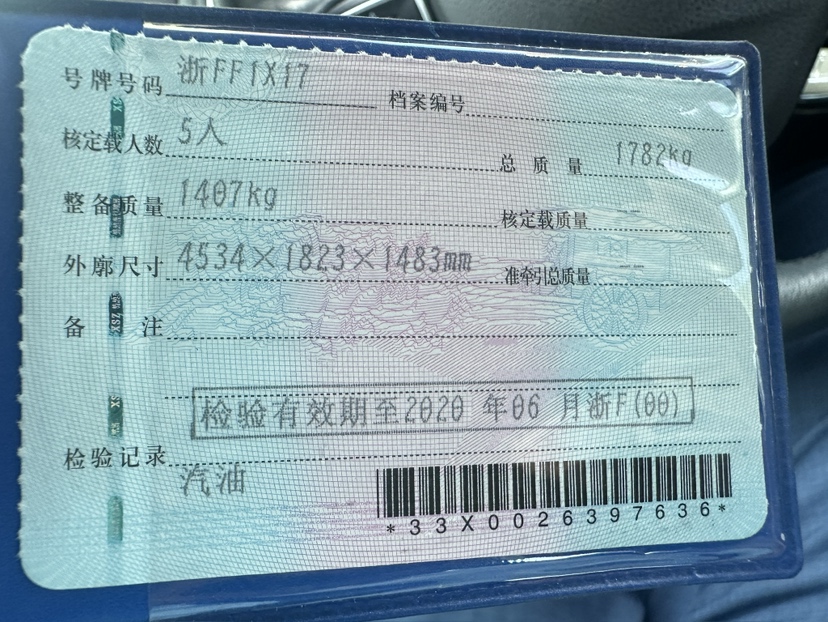 号牌号码 浙FF1X17 档案编号
核定载人数 5人 总质量 1782kg
整备质量 1407kg 核定载质量 --
外廓尺寸 4534×1823×1483mm 准牵引总质量 --
备注
检验有效期至2020年06月浙F(00)
检验记录
汽油
*33X0026397636*